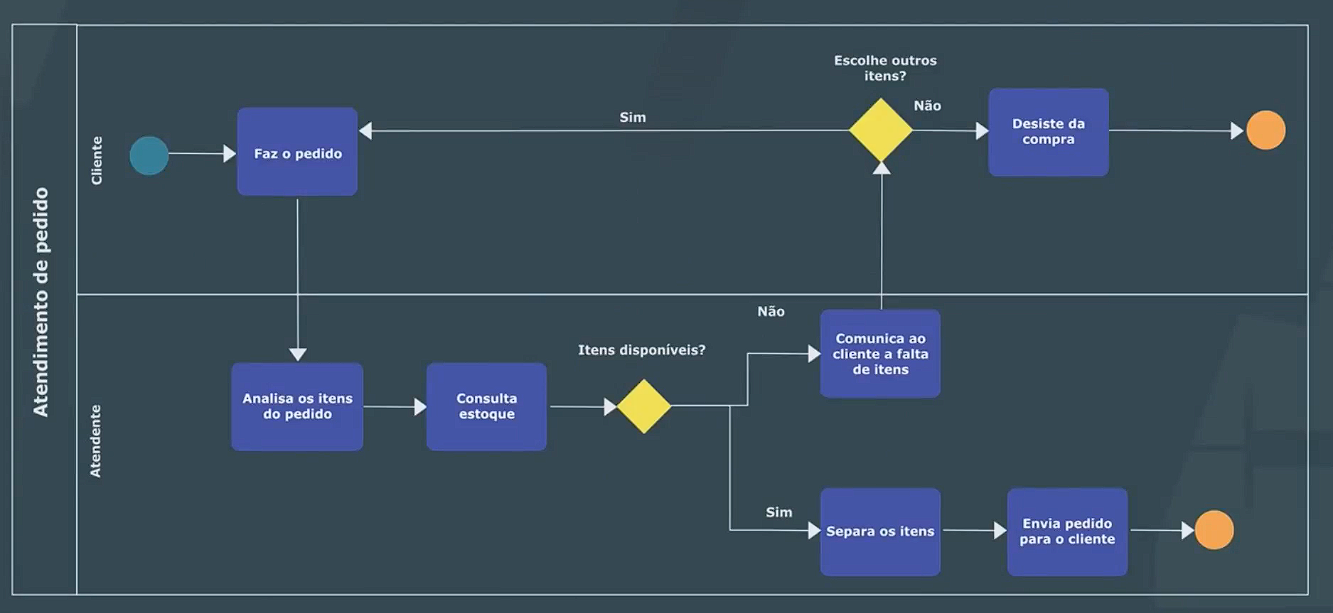 Atendimento de pedido
Cliente
Faz o pedido
Sim
Escolhe outros
itens?
Não
Desiste da
compra
Atendente
Analisa os itens
do pedido
Consulta
estoque
Itens disponíveis?
Não
Comunica ao
cliente a falta
de itens
Sim
Separa os itens
Envia pedido
para o cliente